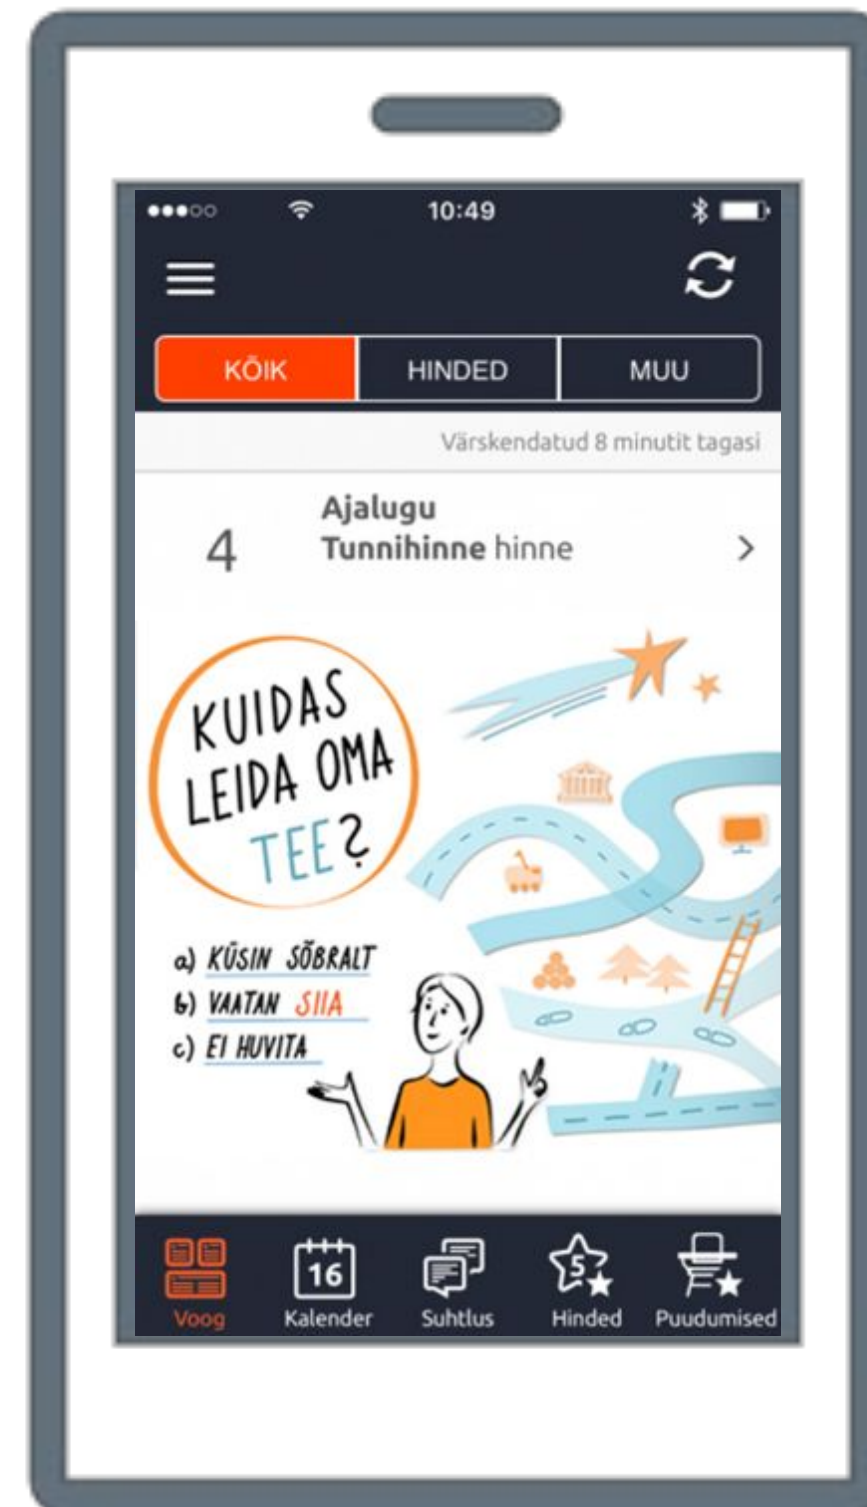 10:49
KÕIK HINDED MUU
Värskendatud 8 minutit tagasi
4
Ajalugu
Tunnihinne hinne
KUIDAS
LEIDA OMA
TEE?
a) KÜSIN SÕBRALT
b) VAATAN SIIA
c) EI HUVITA
16
5
Voog Kalender Suhtlus Hinded Puudumised